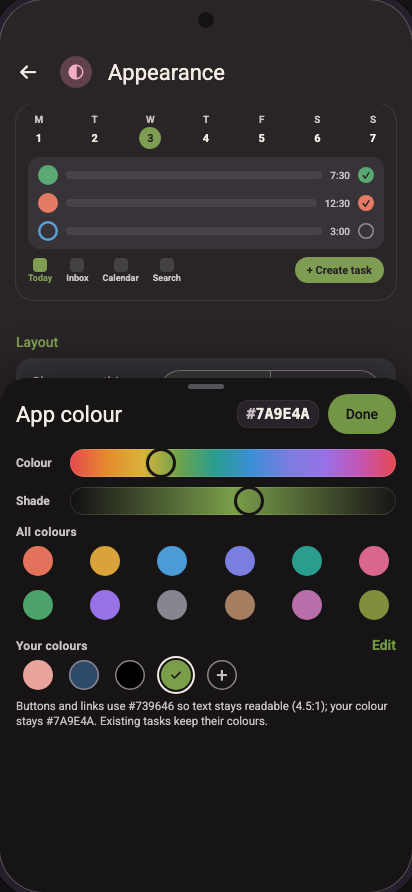 Appearance
M T W T F S S
1 2 3 4 5 6 7
7:30
12:30
3:00
Today Inbox Calendar Search
+ Create task
Layout
App colour
#7A9E4A
Done
Colour
Shade
All colours
Your colours
Edit
Buttons and links use #739646 so text stays readable (4.5:1); your colour
stays #7A9E4A. Existing tasks keep their colours.